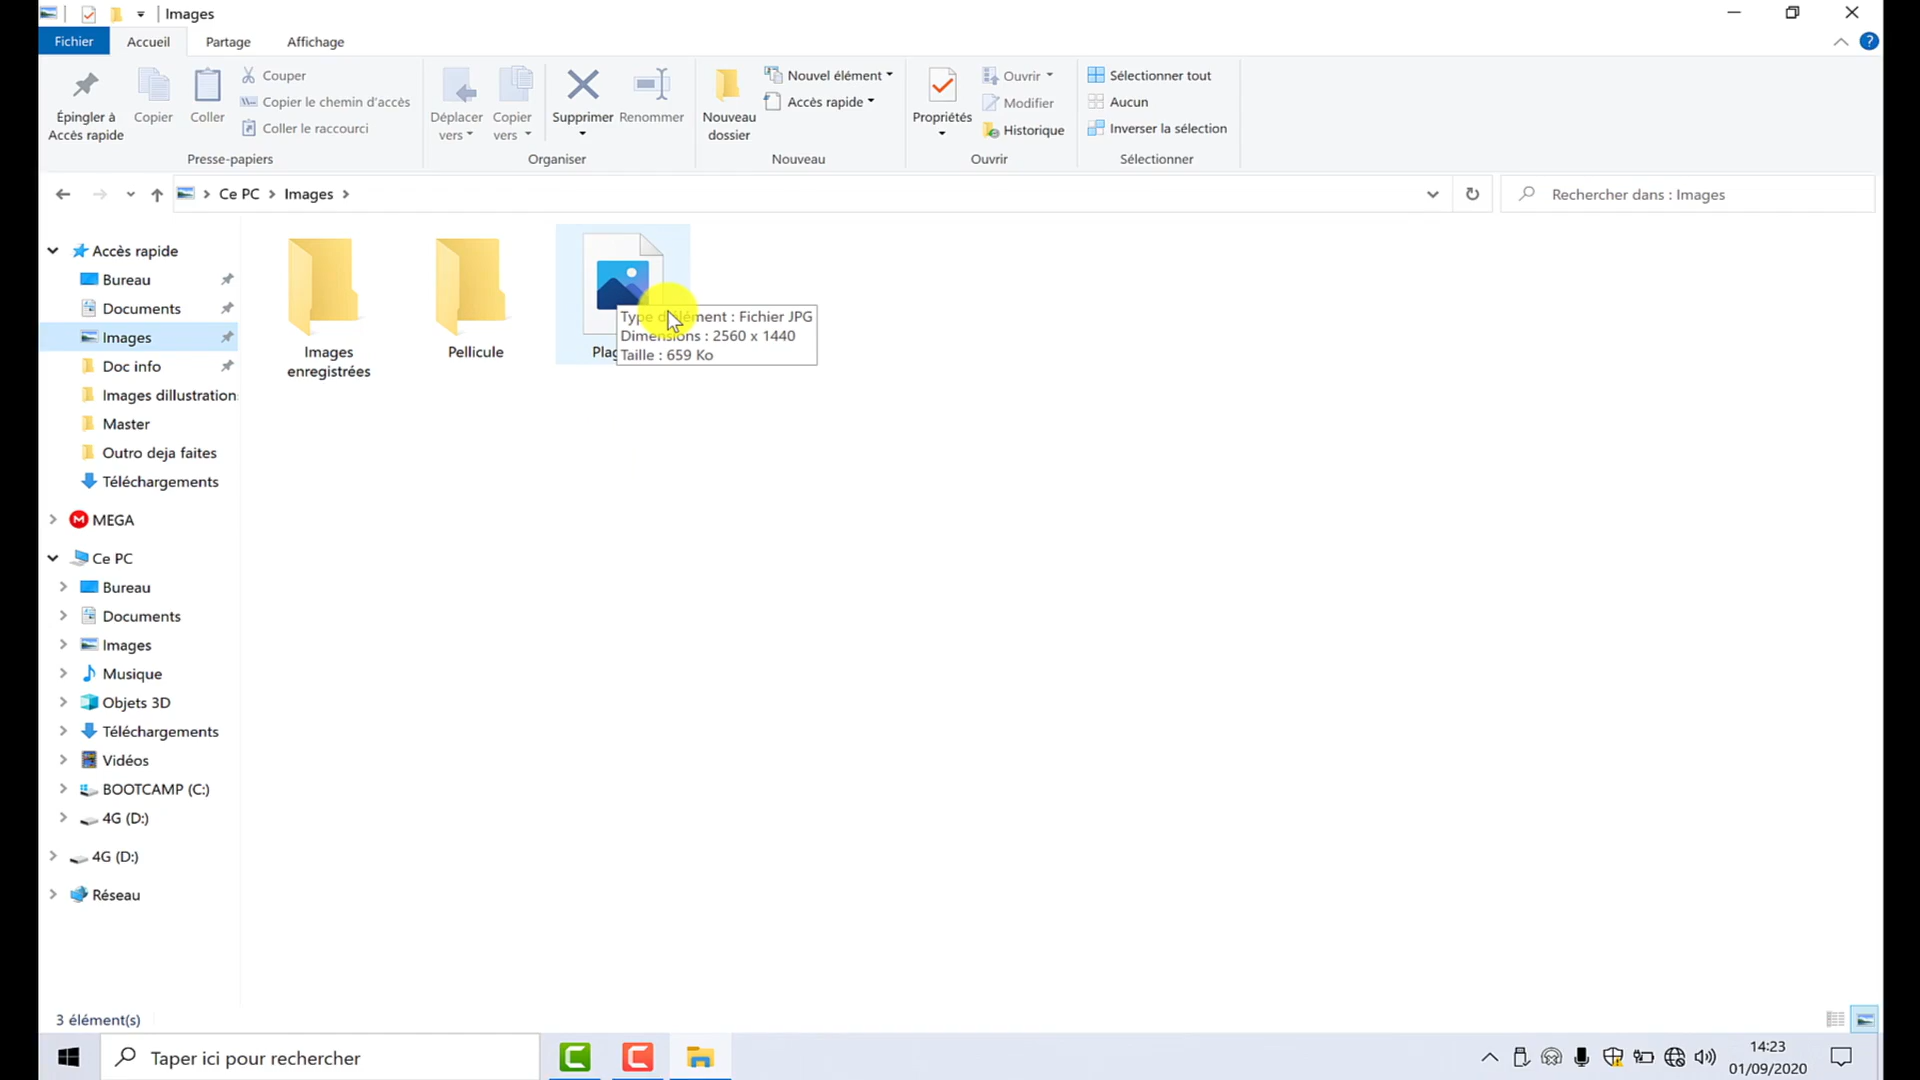 Images
Fichier
Accueil
Partage
Affichage
?
Épingler à
Accès rapide
Copier
Coller
Couper
Copier le chemin d'accès
Coller le raccourci
Presse-papiers
Déplacer
vers
Copier
vers
Supprimer
Renommer
Organiser
Nouveau
dossier
Nouvel élément
Accès rapide
Nouveau
Propriétés
Ouvrir
Modifier
Historique
Ouvrir
Sélectionner tout
Aucun
Inverser la sélection
Sélectionner
Ce PC
Images
Rechercher dans : Images
Accès rapide
Bureau
Documents
Images
Doc info
Images dillustration
Master
Outro deja faites
Téléchargements
M
MEGA
Ce PC
Bureau
Documents
Images
Musique
Objets 3D
Téléchargements
Vidéos
BOOTCAMP (C:)
4G (D:)
4G (D:)
Réseau
Images
enregistrées
Pellicule
Type d'élément : Fichier JPG
Dimensions : 2560 x 1440
Taille : 659 Ko
3 élément(s)
Taper ici pour rechercher
C
C
14:23
01/09/2020